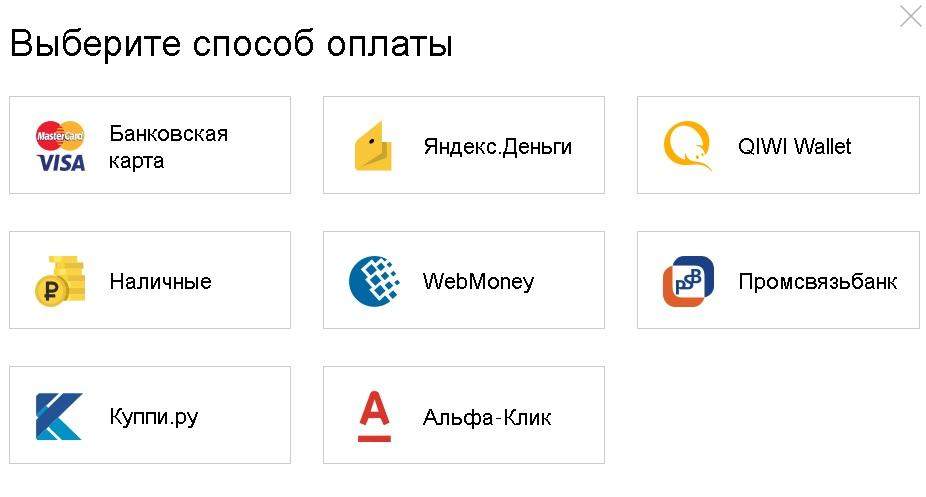 Выберите способ оплаты
MasterCard
VISA
Банковская
карта
Яндекс.Деньги
QIWI Wallet
Наличные
WebMoney
PSB
Промсвязьбанк
Куппи.ру
Альфа-Клик